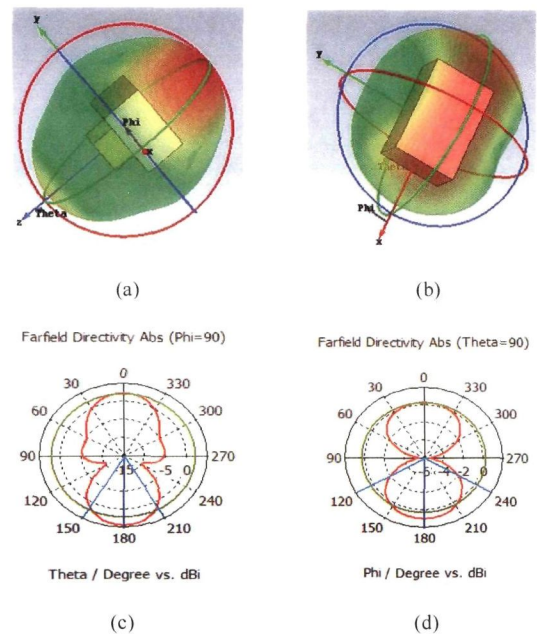 y
Phi
x
Theta
z
y
Theta
Phi
x
(a)
(b)
Farfield Directivity Abs (Phi=90)
0
30
330
60
300
90
-15
-5
0
270
120
240
150
210
180
Theta / Degree vs. dBi
Farfield Directivity Abs (Theta=90)
0
30
330
60
300
90
-6
-4
-2
0
270
120
240
150
210
180
Phi / Degree vs. dBi
(c)
(d)